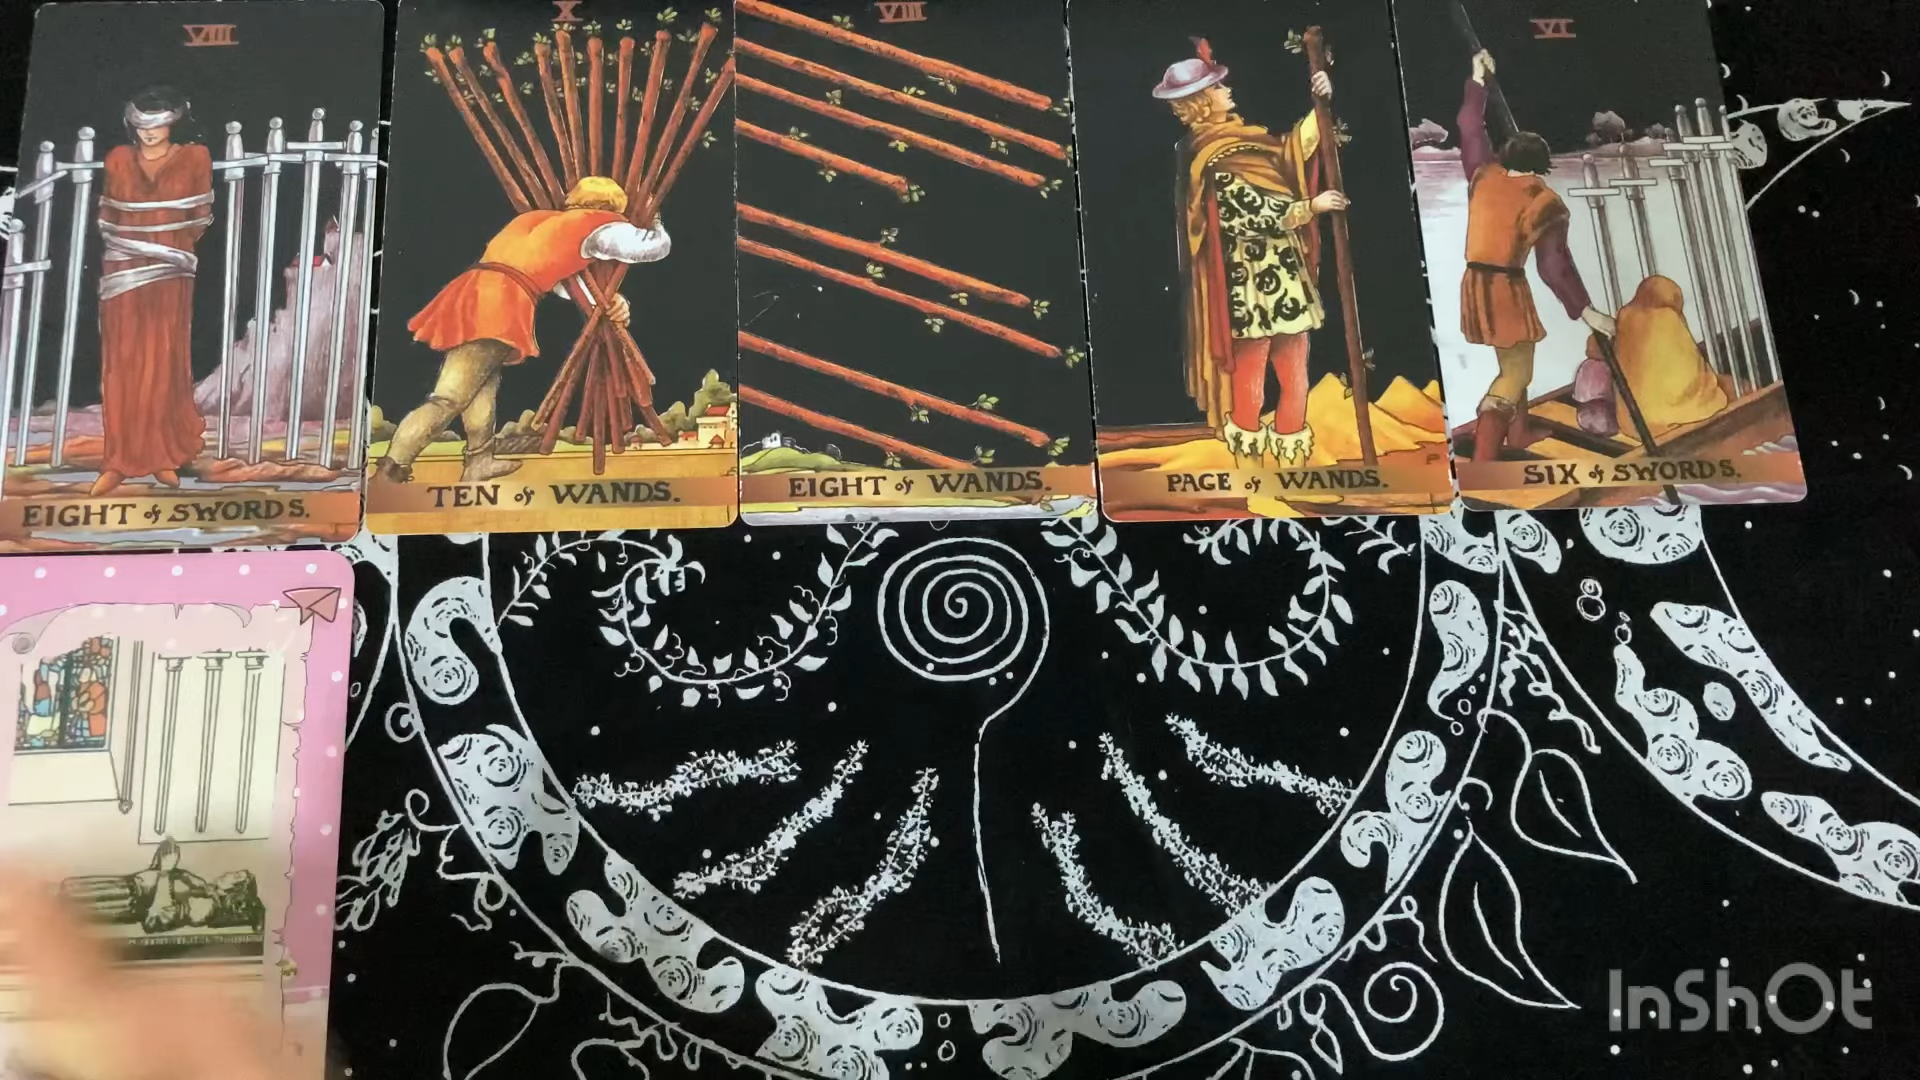 VIII
X
VIII
VI
EIGHT of SWORDS.
TEN of WANDS.
EIGHT of WANDS.
PAGE of WANDS.
SIX of SWORDS.
InShOt